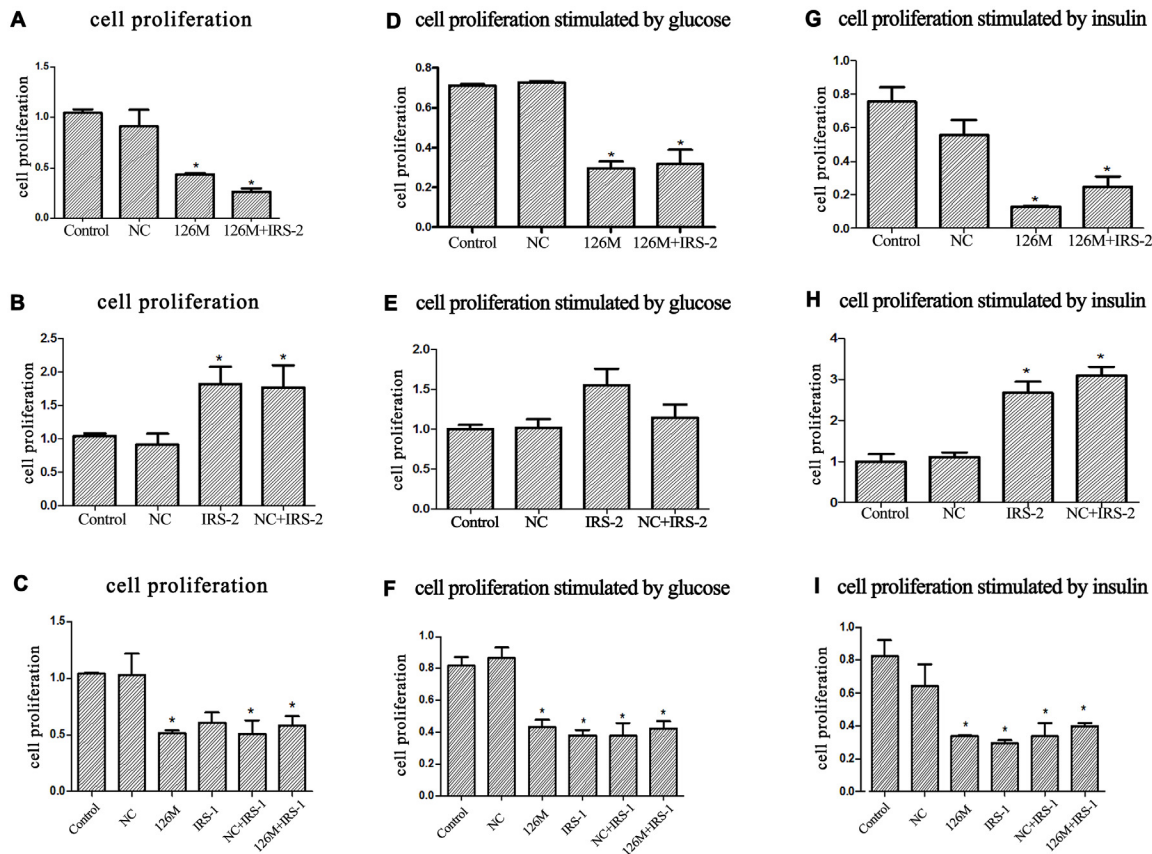 A cell proliferation
cell proliferation
1.5
1.0
0.5
0.0
*
*
Control NC 126M 126M+IRS-2
D cell proliferation stimulated by glucose
cell proliferation
0.8
0.6
0.4
0.2
0.0
*
*
Control NC 126M 126M+IRS-2
G cell proliferation stimulated by insulin
cell proliferation
1.0
0.8
0.6
0.4
0.2
0.0
*
*
Control NC 126M 126M+IRS-2
B cell proliferation
cell proliferation
2.5
2.0
1.5
1.0
0.5
0.0
*
*
Control NC IRS-2 NC+IRS-2
E cell proliferation stimulated by glucose
cell proliferation
2.0
1.5
1.0
0.5
0.0
Control NC IRS-2 NC+IRS-2
H cell proliferation stimulated by insulin
cell proliferation
4
3
2
1
0
*
*
Control NC IRS-2 NC+IRS-2
C cell proliferation
cell proliferation
1.5
1.0
0.5
0.0
*
*
*
Control NC 126M IRS-1 NC+IRS-1 126M+IRS-1
F cell proliferation stimulated by glucose
cell proliferation
1.0
0.8
0.6
0.4
0.2
0.0
*
*
*
*
Control NC 126M IRS-1 NC+IRS-1 126M+IRS-1
I cell proliferation stimulated by insulin
cell proliferation
1.0
0.8
0.6
0.4
0.2
0.0
*
*
*
*
Control NC 126M IRS-1 NC+IRS-1 126M+IRS-1